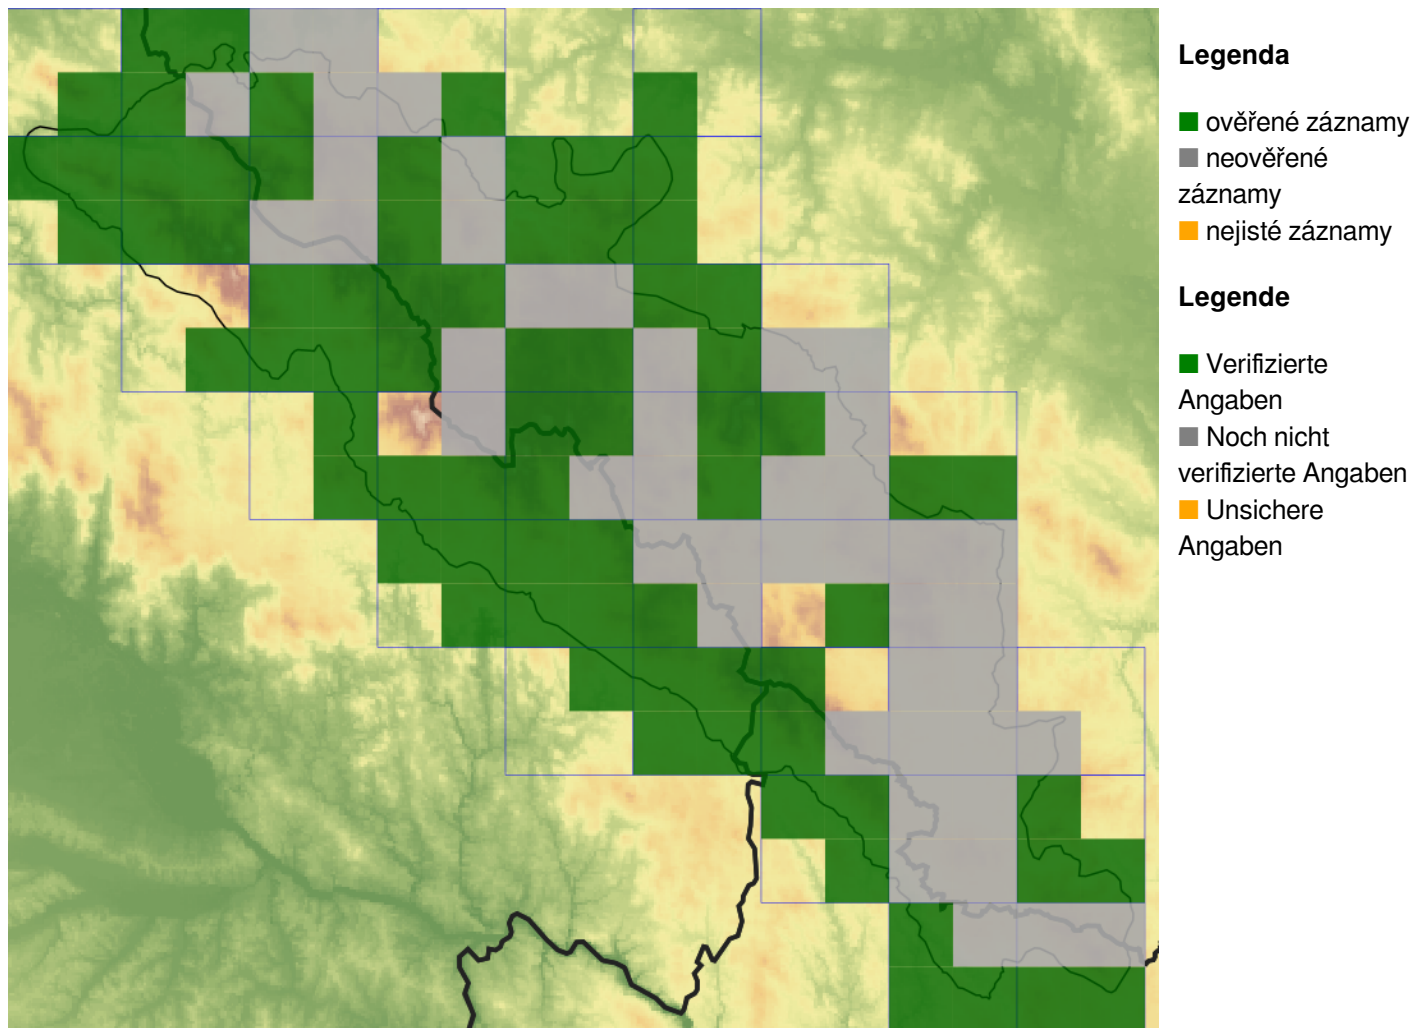 Legenda
ověřené záznamy
neověřené
záznamy
nejisté záznamy
Legende
Verifizierte
Angaben
Noch nicht
verifizierte Angaben
Unsichere
Angaben